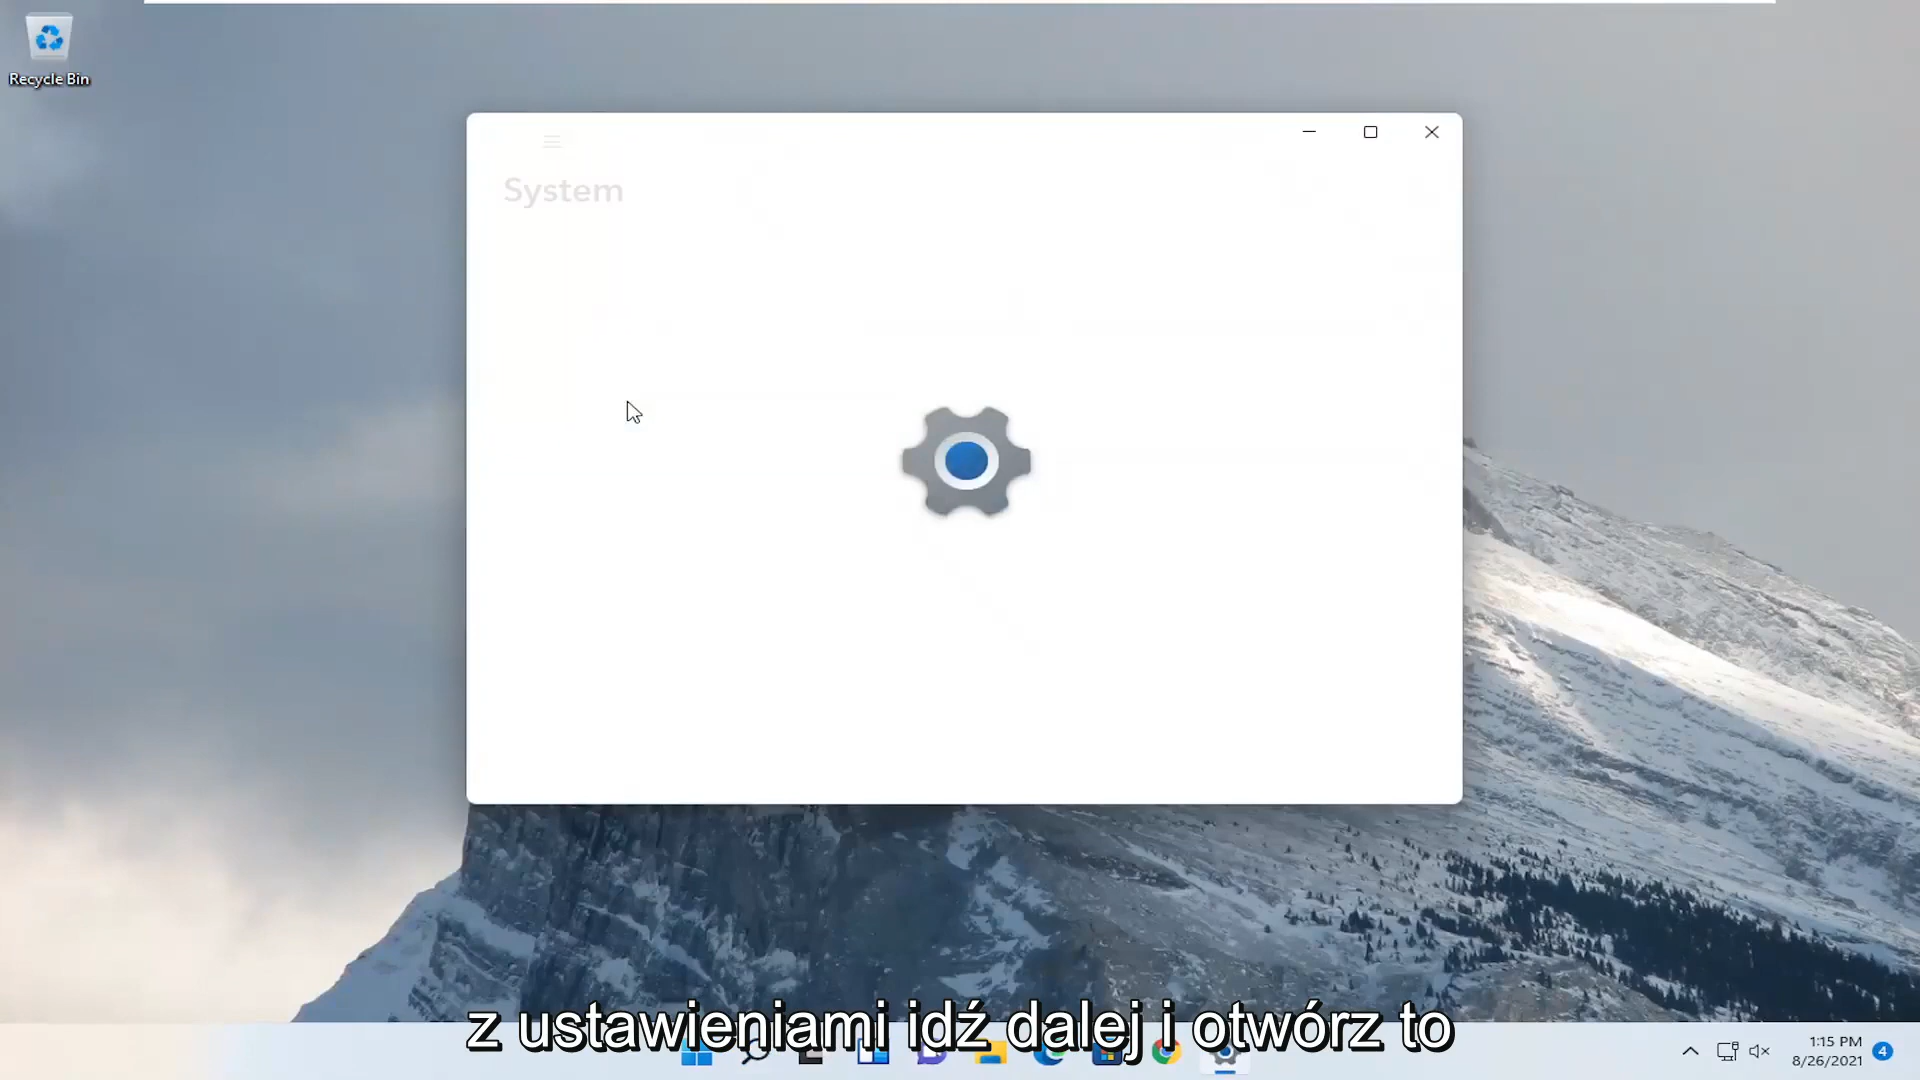 Recycle Bin
System
z ustawieniami idź dalej i otwórz to
1:15 PM
8/26/2021
4